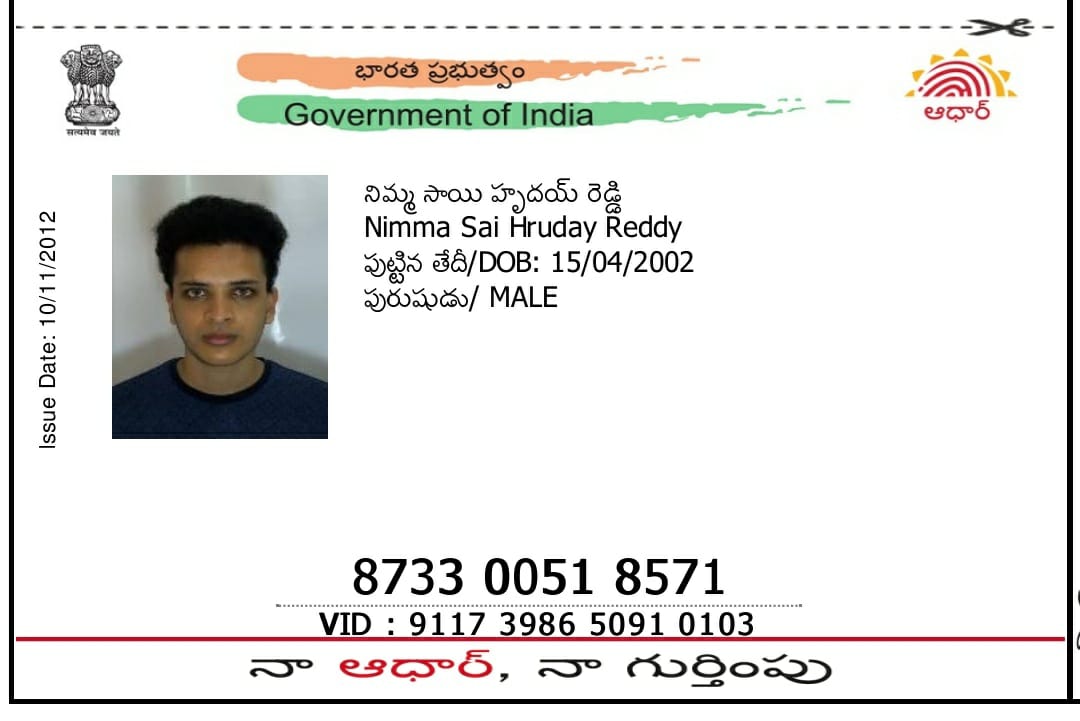 सत्यमेव जयते
భారత ప్రభుత్వం
Government of India
ఆధార్
Issue Date: 10/11/2012
నిమ్మ సాయి హృదయ్ రెడ్డి
Nimma Sai Hruday Reddy
పుట్టిన తేదీ/DOB: 15/04/2002
పురుషుడు/ MALE
8733 0051 8571
VID : 9117 3986 5091 0103
నా ఆధార్, నా గుర్తింపు